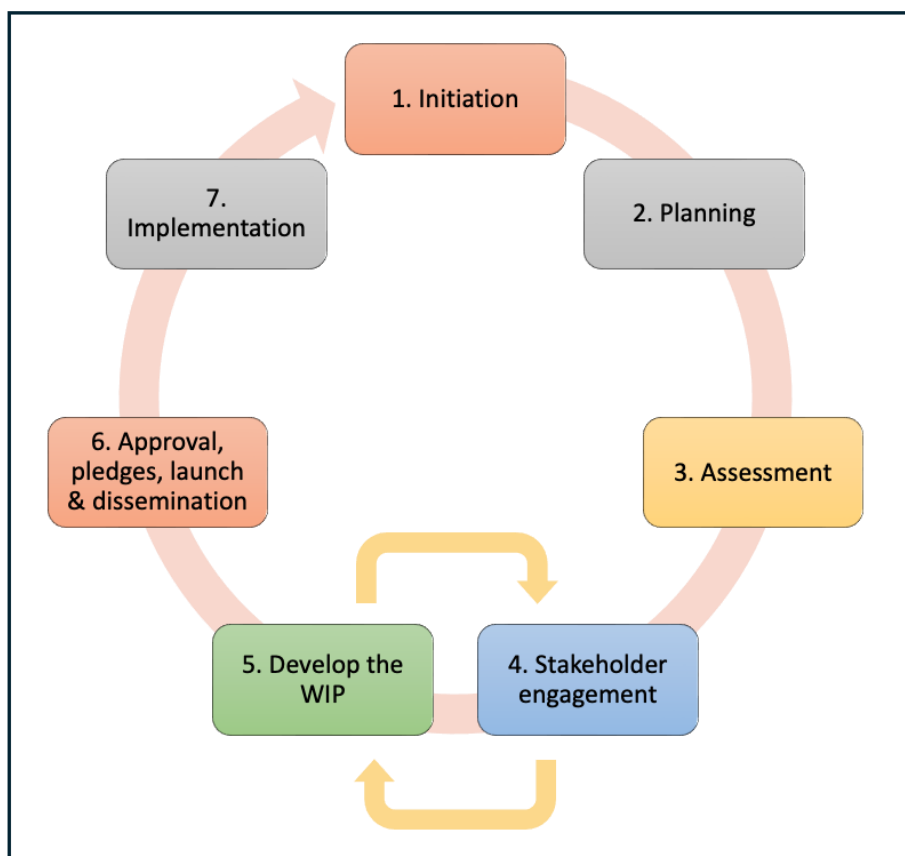 1. Initiation
2. Planning
3. Assessment
4. Stakeholder
engagement
5. Develop the
WIP
6. Approval,
pledges, launch
& dissemination
7.
Implementation